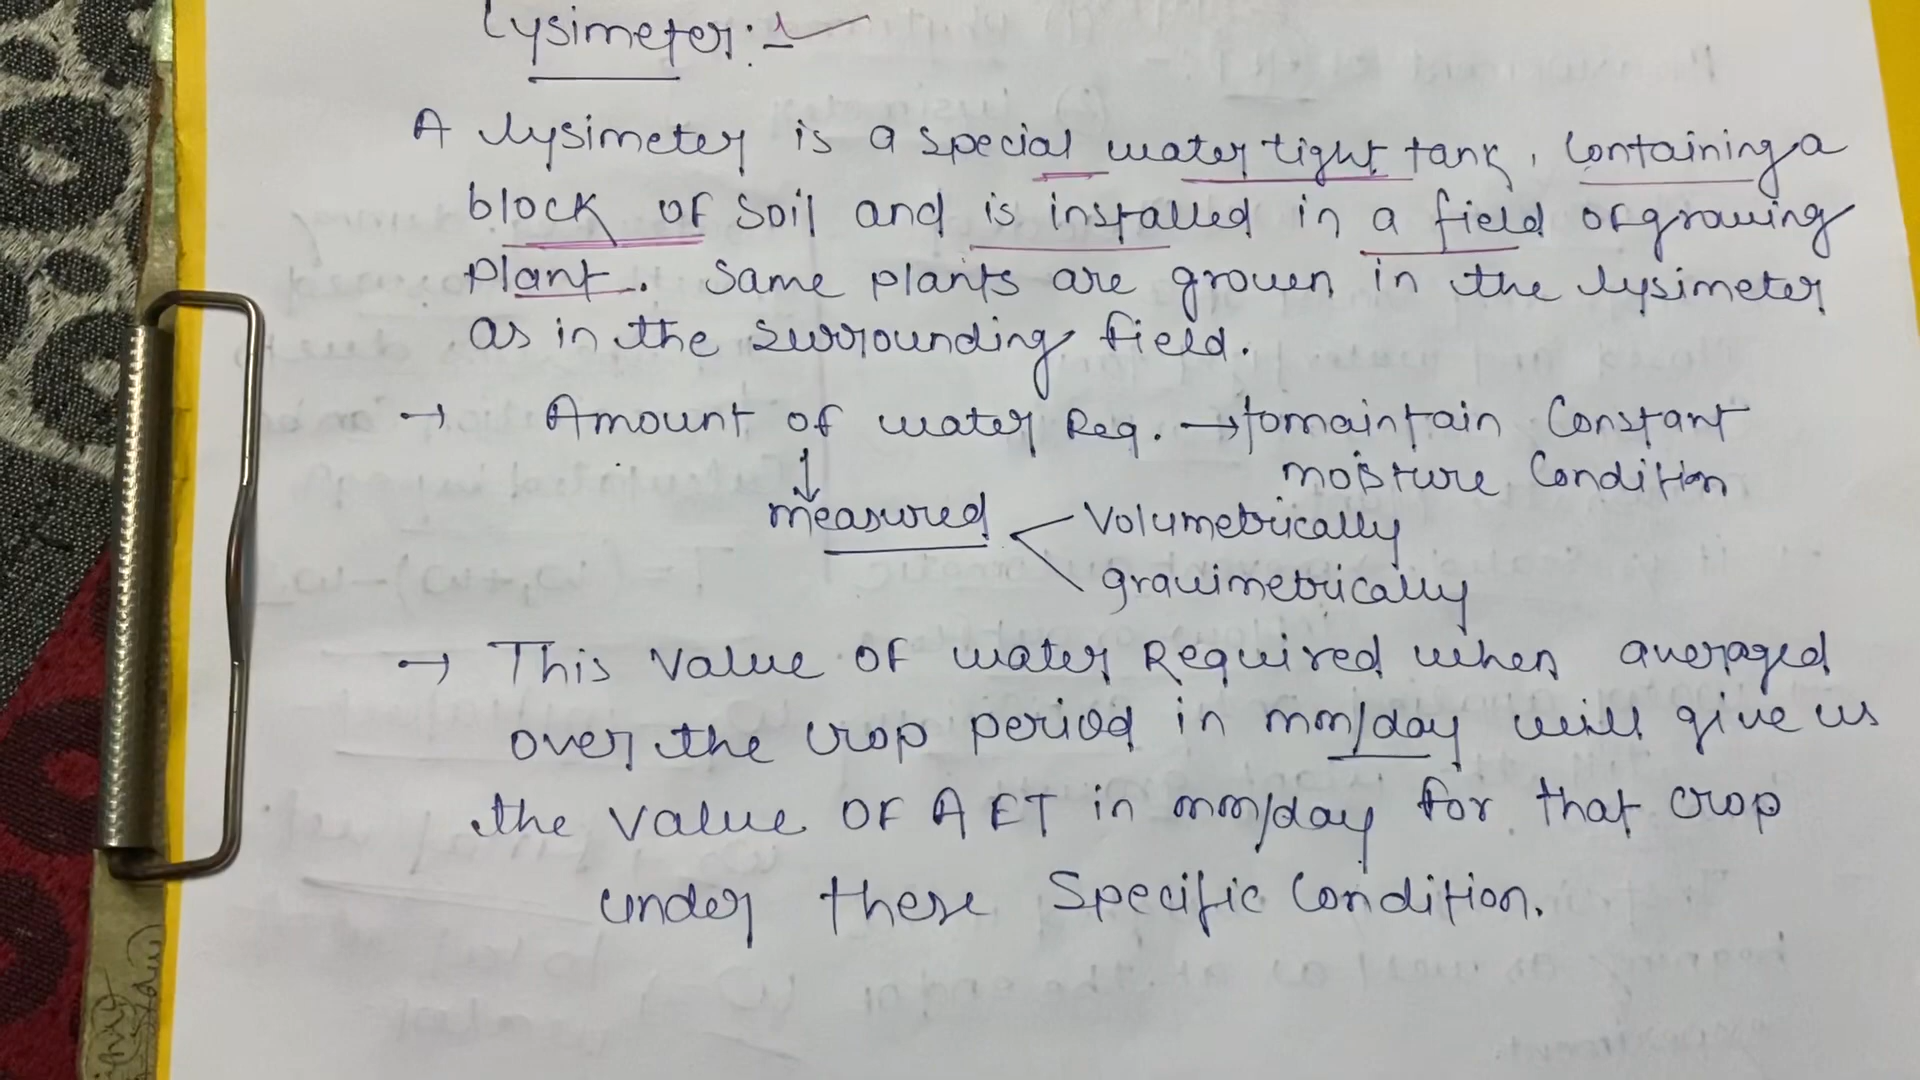 Lysimeter:-
A lysimeter is a special water tight tank, Containing a
block of soil and is installed in a field of growing
plant. Same plants are grown in the lysimeter
as in the surrounding field.
→ Amount of water Req. → to maintain Constant
moisture Condition
↓
measured
Volumetrically
gravimetrically
→ This Value of water Required when averaged
over the crop period in mm/day will give us
the value of AET in mm/day for that crop
under these Specific Condition.